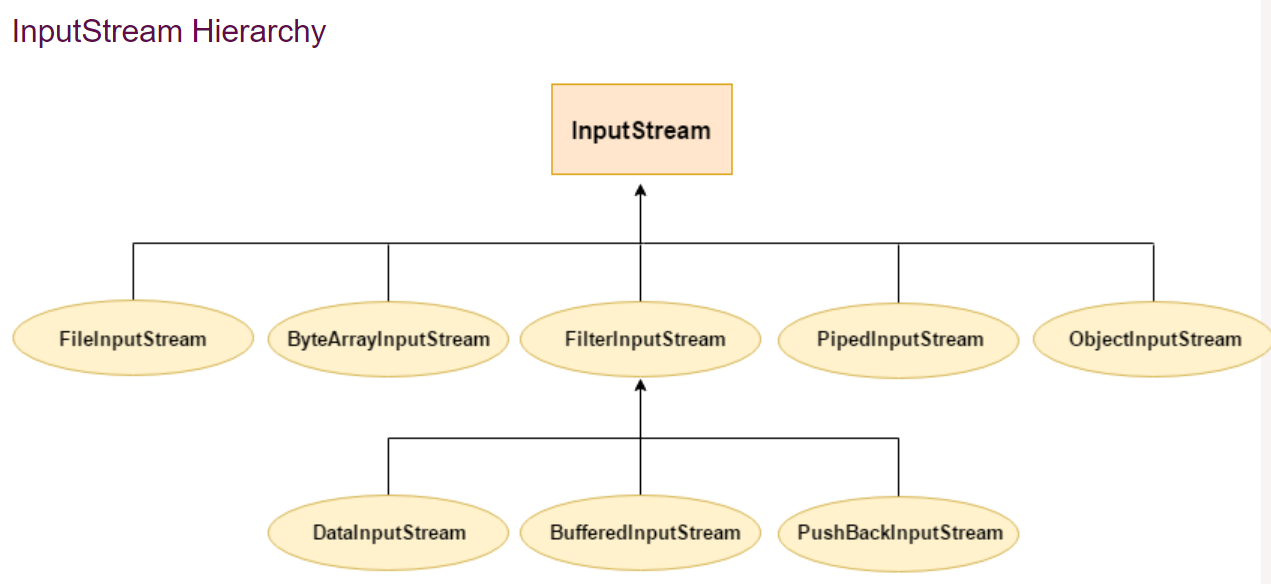 InputStream Hierarchy
InputStream
FileInputStream
ByteArrayInputStream
FilterInputStream
PipedInputStream
ObjectInputStream
DataInputStream
BufferedInputStream
PushBackInputStream